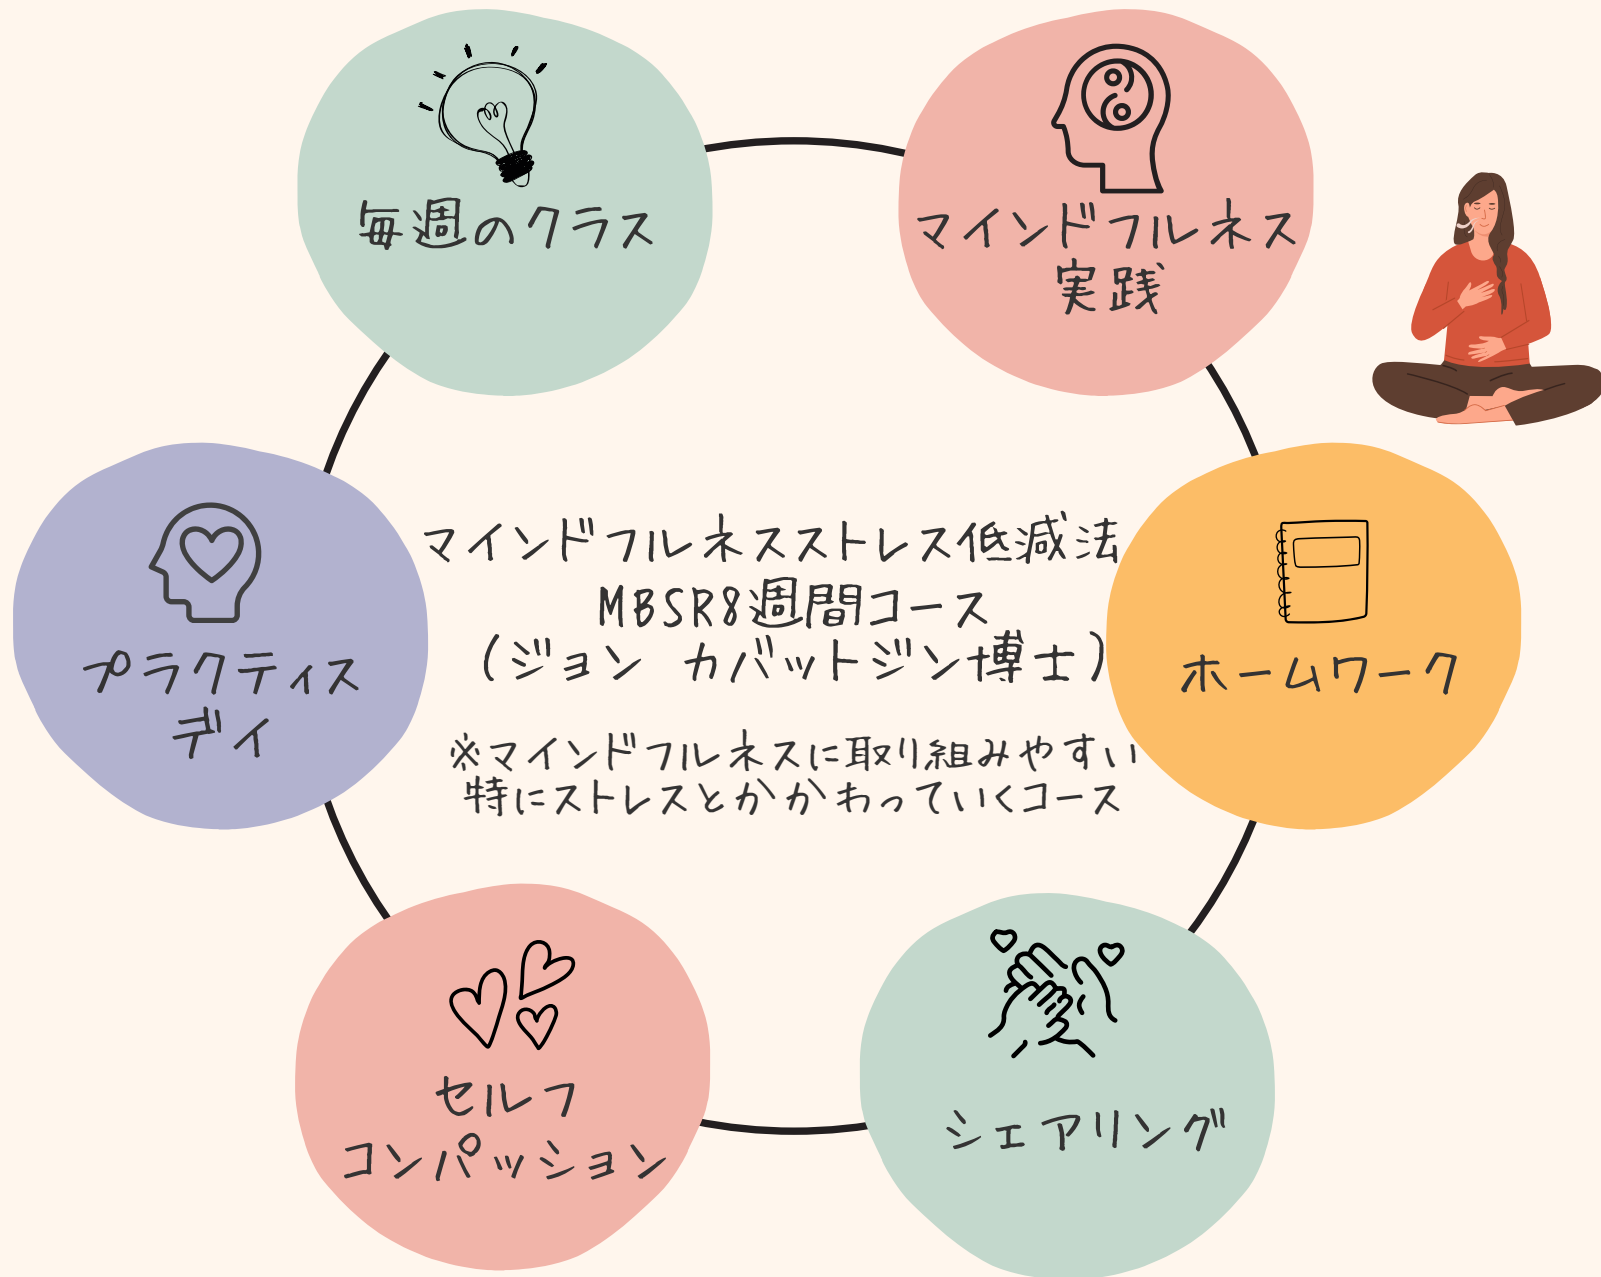 毎週のクラス
マインドフルネス
実践
マインドフルネスストレス低減法
MBSR8週間コース
(ジョン カバットジン博士)
※マインドフルネスに取り組みやすい
特にストレスとかかわっていくコース
プラクティス
デイ
ホームワーク
セルフ
コンパッション
シェアリング